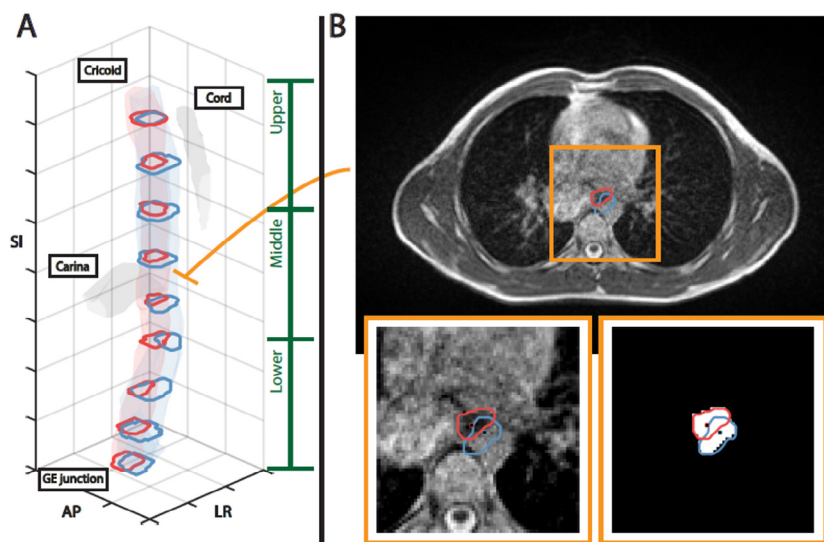 A
B
Cricoid
Cord
Upper
SI
Middle
Carina
Lower
GE junction
AP
LR